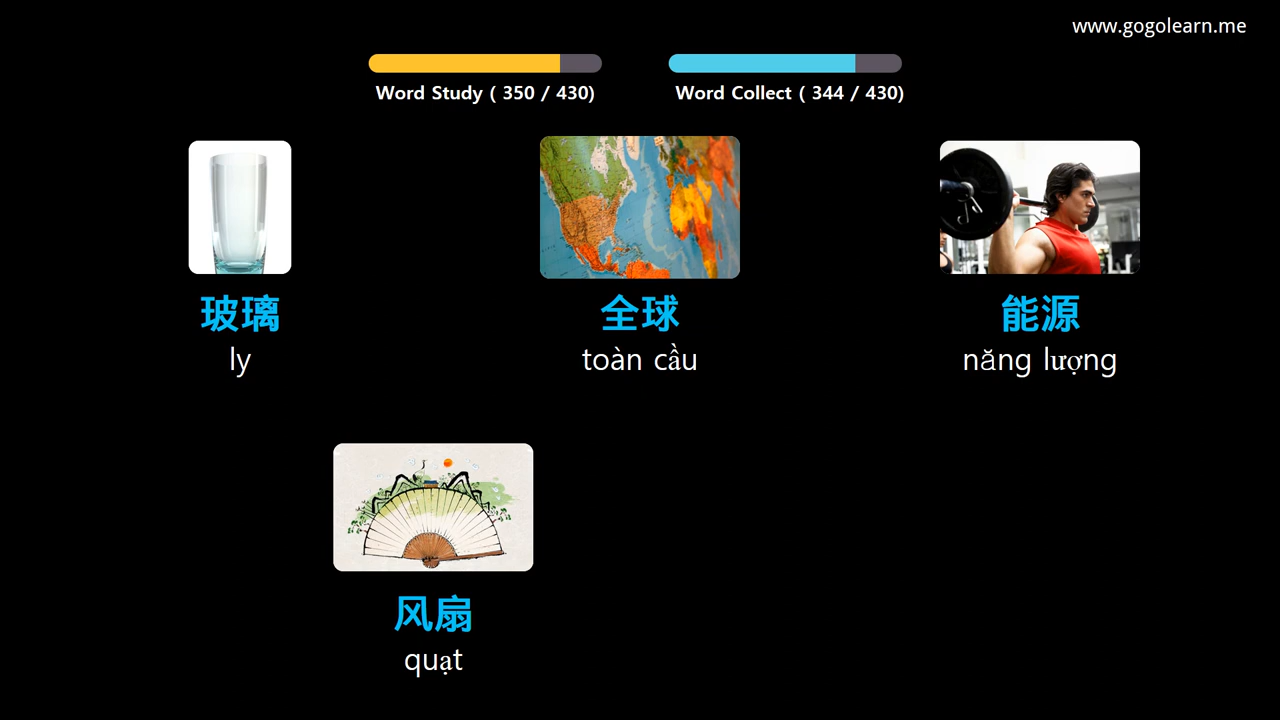 www.gogolearn.me
Word Study ( 350 / 430)
Word Collect ( 344 / 430)
玻璃
ly
全球
toàn cầu
能源
năng lượng
风扇
quạt